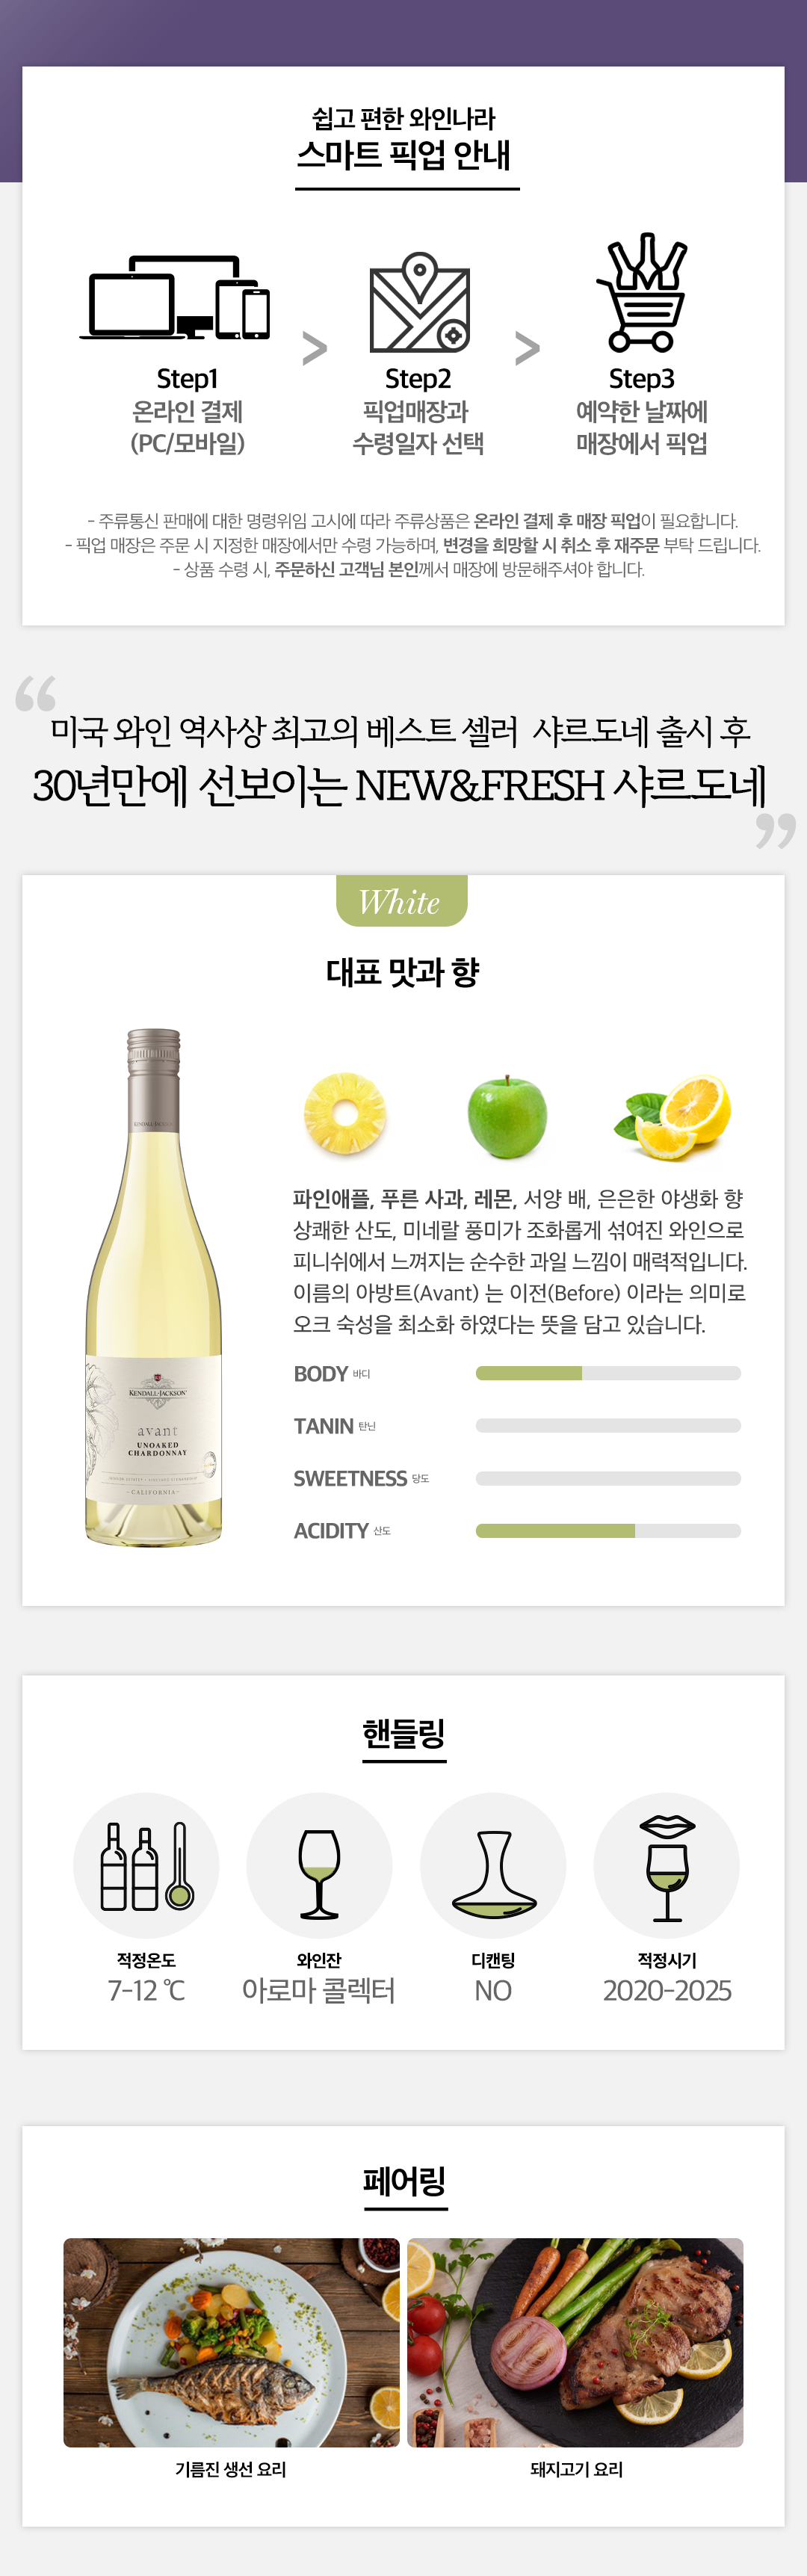 쉽고 편한 와인나라
스마트 픽업 안내
Step1
온라인 결제
(PC/모바일)
>
Step2
픽업매장과
수령일자 선택
>
Step3
예약한 날짜에
매장에서 픽업
- 주류통신 판매에 대한 명령위임 고시에 따라 주류상품은 온라인 결제 후 매장 픽업이 필요합니다.
- 픽업 매장은 주문 시 지정한 매장에서만 수령 가능하며, 변경을 희망할 시 취소 후 재주문 부탁 드립니다.
- 상품 수령 시, 주문하신 고객님 본인께서 매장에 방문해주셔야 합니다.
“
미국 와인 역사상 최고의 베스트 셀러 샤르도네 출시 후
30년만에 선보이는 NEW&FRESH 샤르도네
”
White
대표 맛과 향
파인애플, 푸른 사과, 레몬, 서양 배, 은은한 야생화 향
상쾌한 산도, 미네랄 풍미가 조화롭게 섞여진 와인으로
피니쉬에서 느껴지는 순수한 과일 느낌이 매력적입니다.
이름의 아방트(Avant) 는 이전(Before) 이라는 의미로
오크 숙성을 최소화 하였다는 뜻을 담고 있습니다.
KENDALL-JACKSON
avant
UNOAKED
CHARDONNAY
- CALIFORNIA -
BODY 바디
TANIN 탄닌
SWEETNESS 당도
ACIDITY 산도
핸들링
적정온도
7-12 ℃
와인잔
아로마 콜렉터
디캔팅
NO
적정시기
2020-2025
페어링
기름진 생선 요리
돼지고기 요리